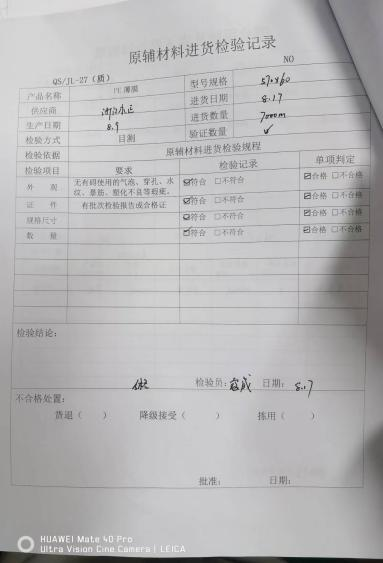 原辅材料进货检验记录
QS/JL-27（质） NO
产品名称 PE薄膜 型号规格 570×60
供应商 进货日期 8.17
生产日期 8.9 进货数量 7000m
检验方式 目测 验证数量 ✓
检验依据 原辅材料进货检验规程
检验项目 要求 检验记录 单项判定
外 观 无有碍使用的气泡、穿孔、水纹、暴筋、塑化不良等瑕疵。 ☑符合 □不符合 ☑合格 □不合格
证 件 有批次检验报告或合格证 ☑符合 □不符合 ☑合格 □不合格
规格尺寸 ☑符合 □不符合 ☑合格 □不合格
数 量 ☑符合 □不符合 ☑合格 □不合格
检验结论：
检验员： 日期： 8.17
不合格处置：
货退（ ） 降级接受（ ） 拣用（ ）
批准： 日期：
HUAWEI Mate 40 Pro
Ultra Vision Cine Camera | LEICA